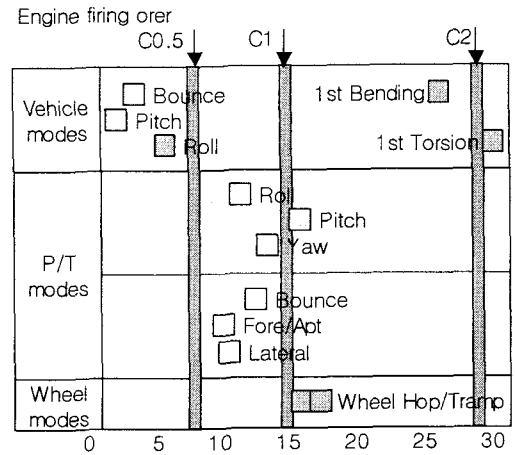 Engine firing orer
C0.5 C1 C2
Vehicle modes
Bounce
Pitch
Roll
1st Bending
1st Torsion
P/T modes
Roll
Pitch
Yaw
Bounce
Fore/Apt
Lateral
Wheel modes
Wheel Hop/Tramp
0 5 10 15 20 25 30